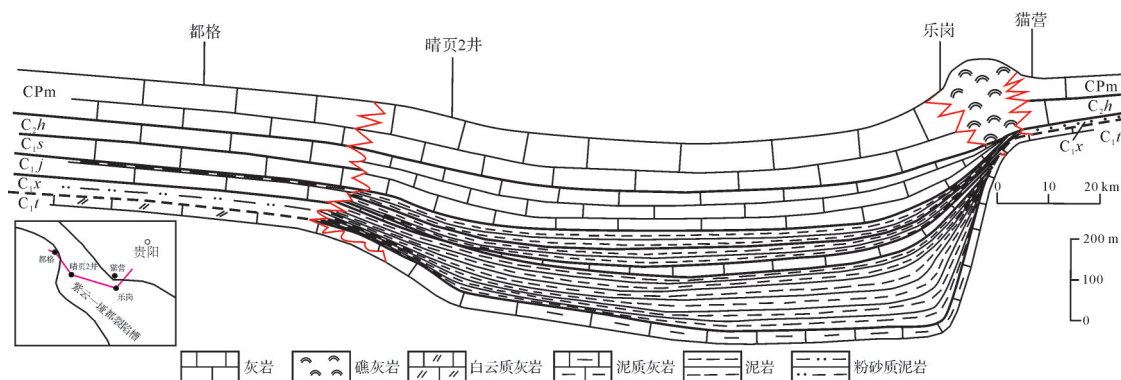 都格
晴页2井
乐岗
猫营
CPm
C₂h
C₁s
C₁j
C₁x
C₁t
CPm
C₂h
C₁x
C₁t
0 10 20 km
200 m
100
0
贵阳
都格
晴页2井
猫营
乐岗
紫云—垭都裂陷槽
灰岩
礁灰岩
白云质灰岩
泥质灰岩
泥岩
粉砂质泥岩